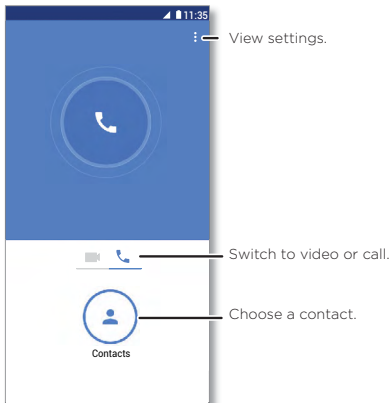 11:35
View settings.
Switch to video or call.
Choose a contact.
Contacts